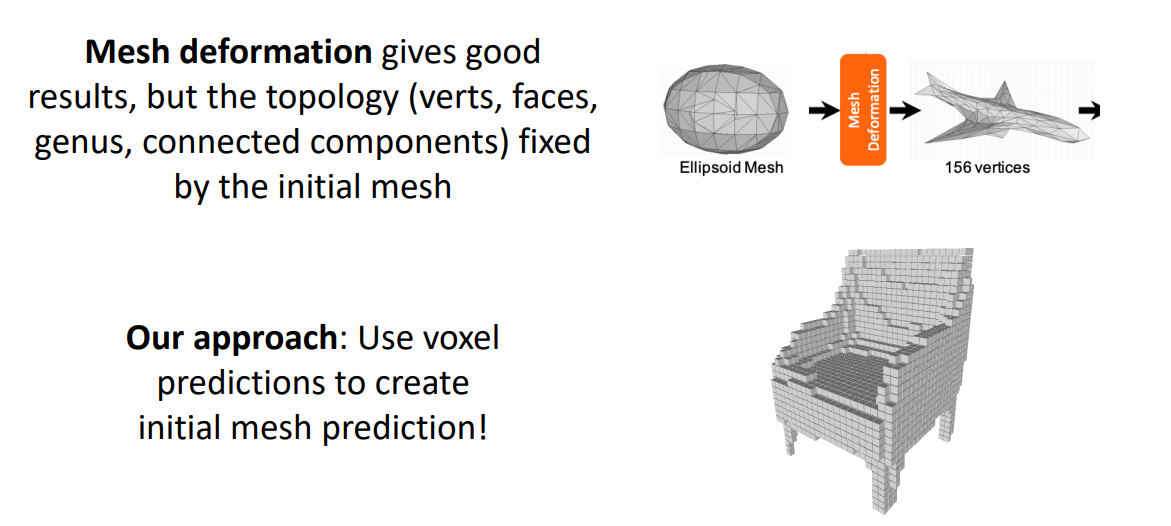 Mesh deformation gives good
results, but the topology (verts, faces,
genus, connected components) fixed
by the initial mesh
Mesh
Deformation
Ellipsoid Mesh
156 vertices
Our approach: Use voxel
predictions to create
initial mesh prediction!